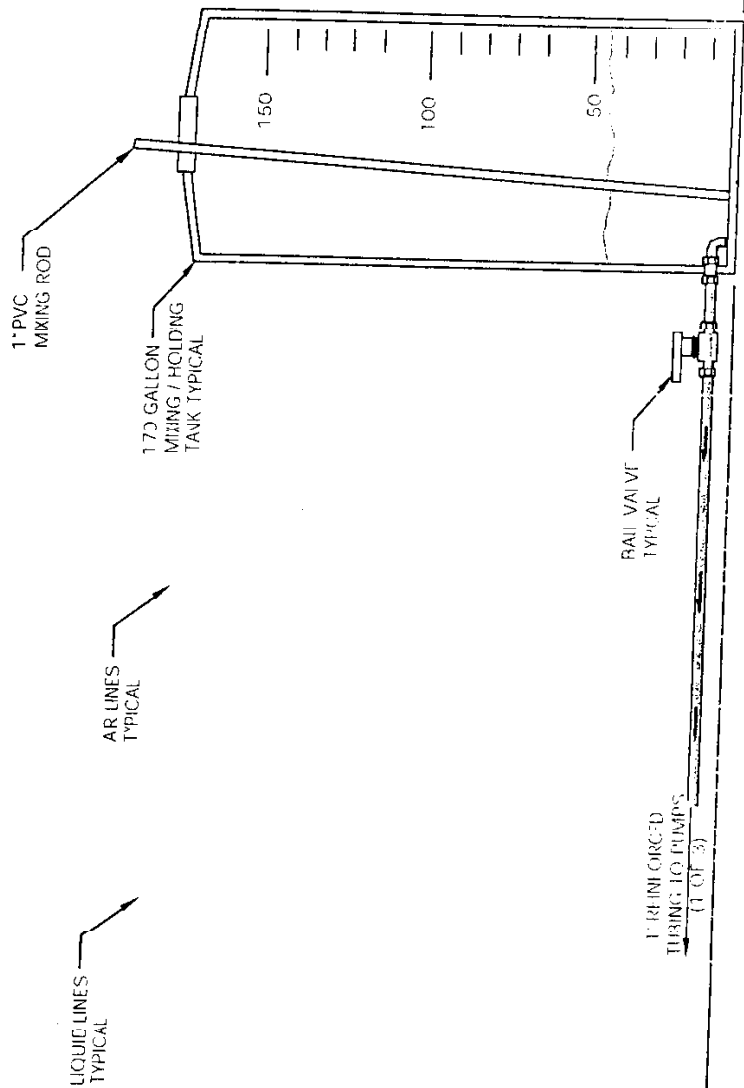 1" PVC
MIXING ROD
170 GALLON
MIXING / HOLDING
TANK TYPICAL
150
100
50
AIR LINES
TYPICAL
BALL VALVE
TYPICAL
LIQUID LINES
TYPICAL
1" REINFORCED
TUBING TO PUMPS
(1 OF 3)